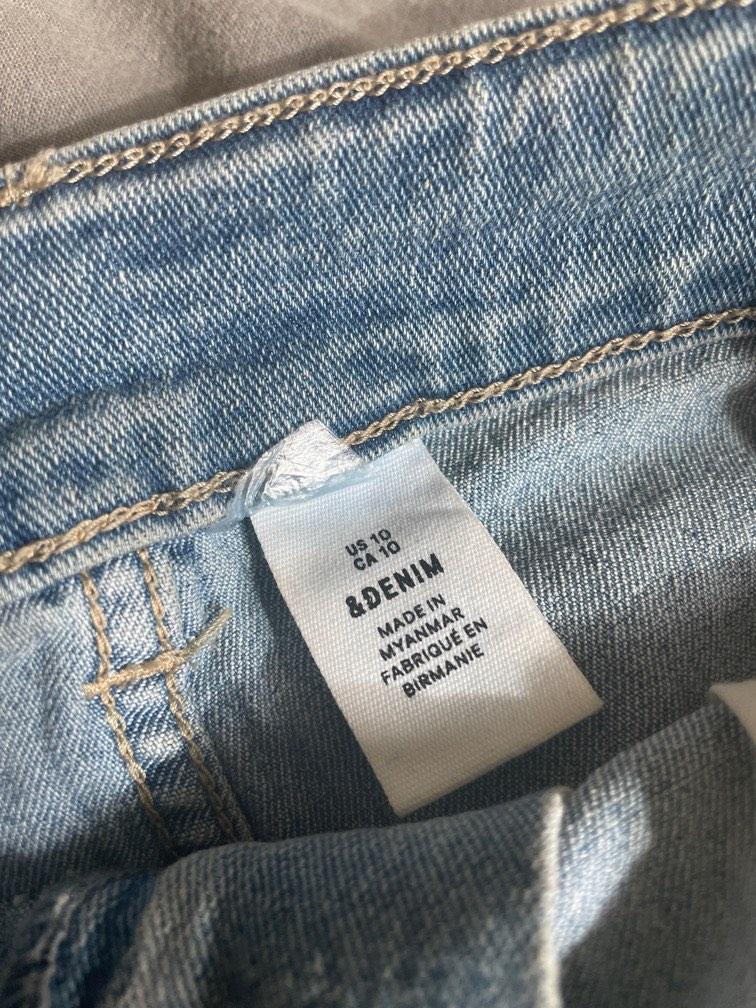 US 10
CA 10
&DENIM
MADE IN
MYANMAR
FABRIQUÉ EN
BIRMANIE